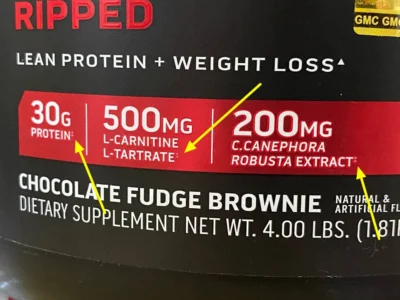 RIPPED
GMC GMC
LEAN PROTEIN + WEIGHT LOSS▲
30G
PROTEIN‡
500MG
L-CARNITINE
L-TARTRATE‡
200MG
C.CANEPHORA
ROBUSTA EXTRACT‡
CHOCOLATE FUDGE BROWNIE
NATURAL &
ARTIFICIAL
DIETARY SUPPLEMENT NET WT. 4.00 LBS.